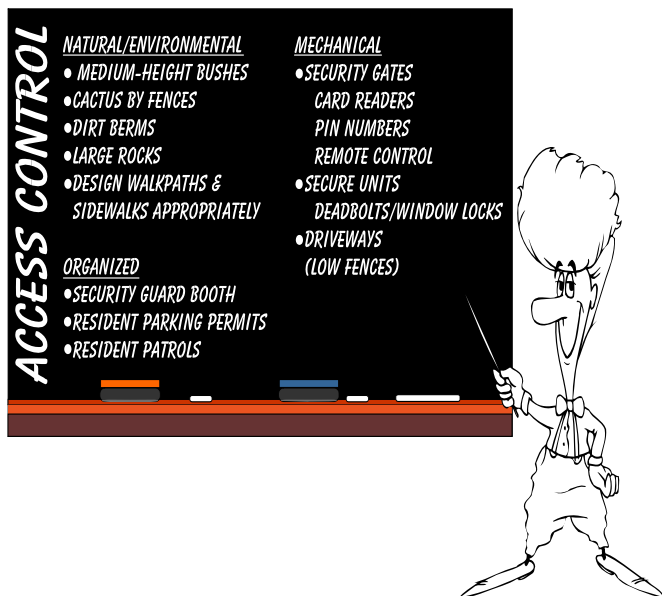 ACCESS CONTROL
NATURAL/ENVIRONMENTAL
• MEDIUM-HEIGHT BUSHES
•CACTUS BY FENCES
•DIRT BERMS
•LARGE ROCKS
•DESIGN WALKPATHS &
SIDEWALKS APPROPRIATELY
ORGANIZED
•SECURITY GUARD BOOTH
•RESIDENT PARKING PERMITS
•RESIDENT PATROLS
MECHANICAL
•SECURITY GATES
CARD READERS
PIN NUMBERS
REMOTE CONTROL
•SECURE UNITS
DEADBOLTS/WINDOW LOCKS
•DRIVEWAYS
(LOW FENCES)